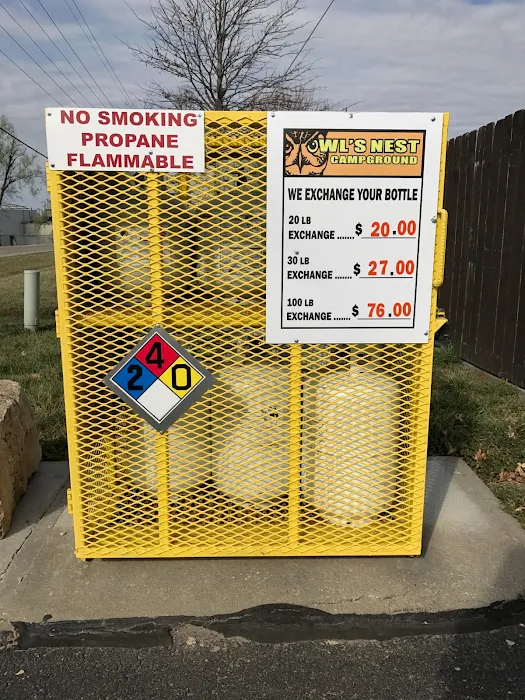 NO SMOKING
PROPANE
FLAMMABLE
OWL'S NEST
CAMPGROUND
WE EXCHANGE YOUR BOTTLE
20 LB
EXCHANGE ....... $ 20.00
30 LB
EXCHANGE ....... $ 27.00
100 LB
EXCHANGE ...... $ 76.00
4
2 0